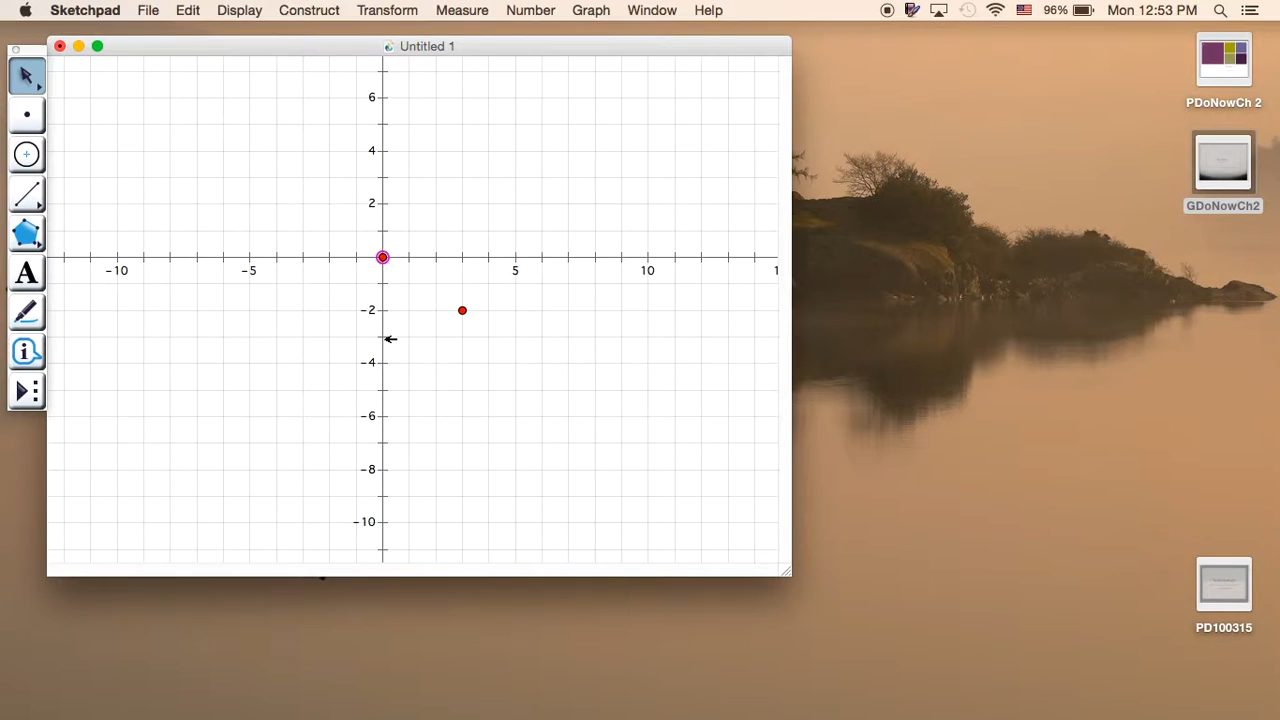 Sketchpad File Edit Display Construct Transform Measure Number Graph Window Help 96% Mon 12:53 PM
Untitled 1
PDoNowCh 2
GDoNowCh2
PD100315
A
i
6
4
2
-10 -5 5 10 1
-2
-4
-6
-8
-10